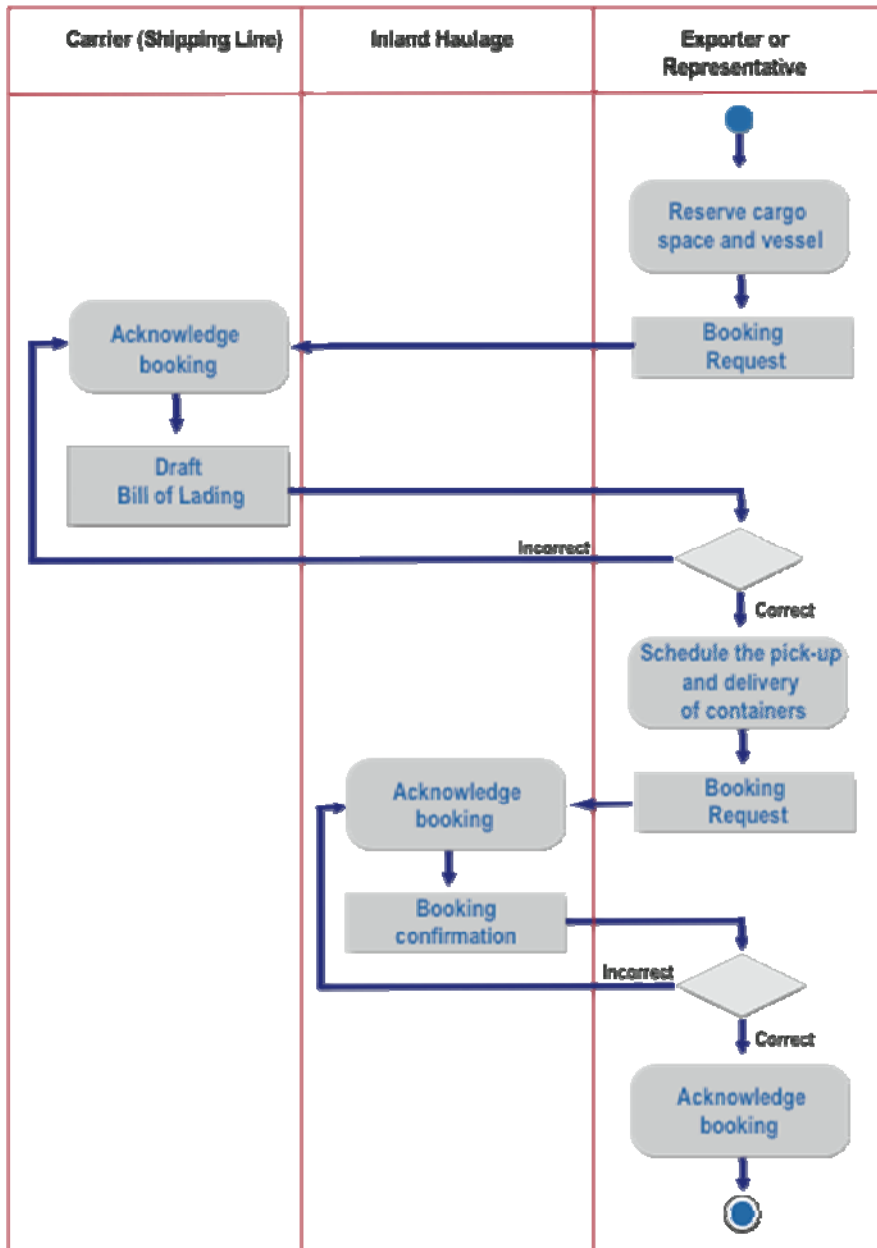 Carrier (Shipping Line)
Inland Haulage
Exporter or
Representative
Reserve cargo
space and vessel
Acknowledge
booking
Booking
Request
Draft
Bill of Lading
Incorrect
Correct
Schedule the pick-up
and delivery
of containers
Acknowledge
booking
Booking
Request
Booking
confirmation
Incorrect
Correct
Acknowledge
booking